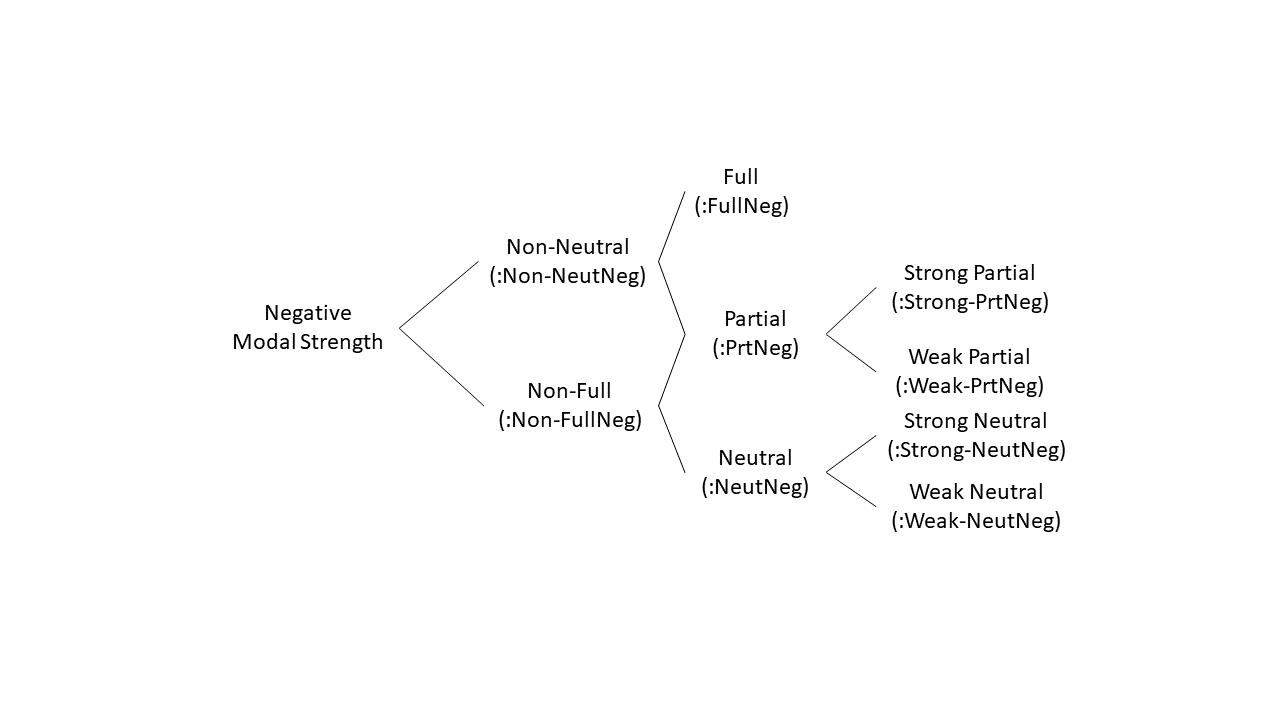 Negative
Modal Strength
Non-Neutral
(:Non-NeutNeg)
Non-Full
(:Non-FullNeg)
Full
(:FullNeg)
Partial
(:PrtNeg)
Neutral
(:NeutNeg)
Strong Partial
(:Strong-PrtNeg)
Weak Partial
(:Weak-PrtNeg)
Strong Neutral
(:Strong-NeutNeg)
Weak Neutral
(:Weak-NeutNeg)